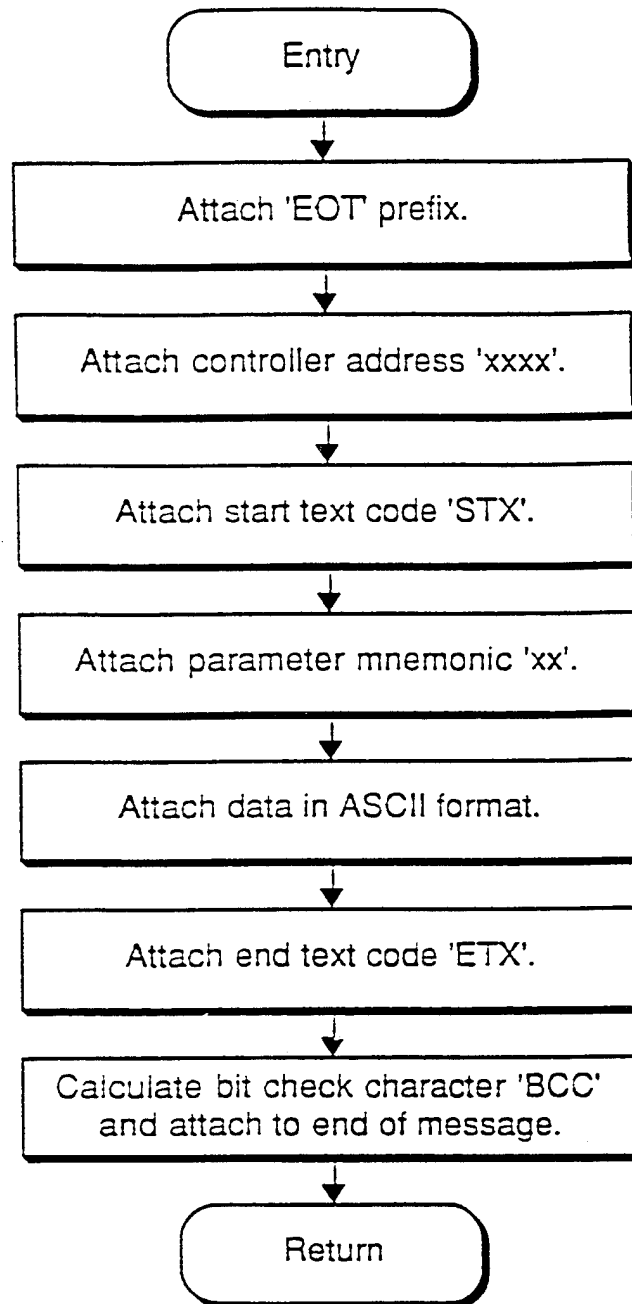 Entry
Attach 'EOT' prefix.
Attach controller address 'xxxx'.
Attach start text code 'STX'.
Attach parameter mnemonic 'xx'.
Attach data in ASCII format.
Attach end text code 'ETX'.
Calculate bit check character 'BCC'
and attach to end of message.
Return